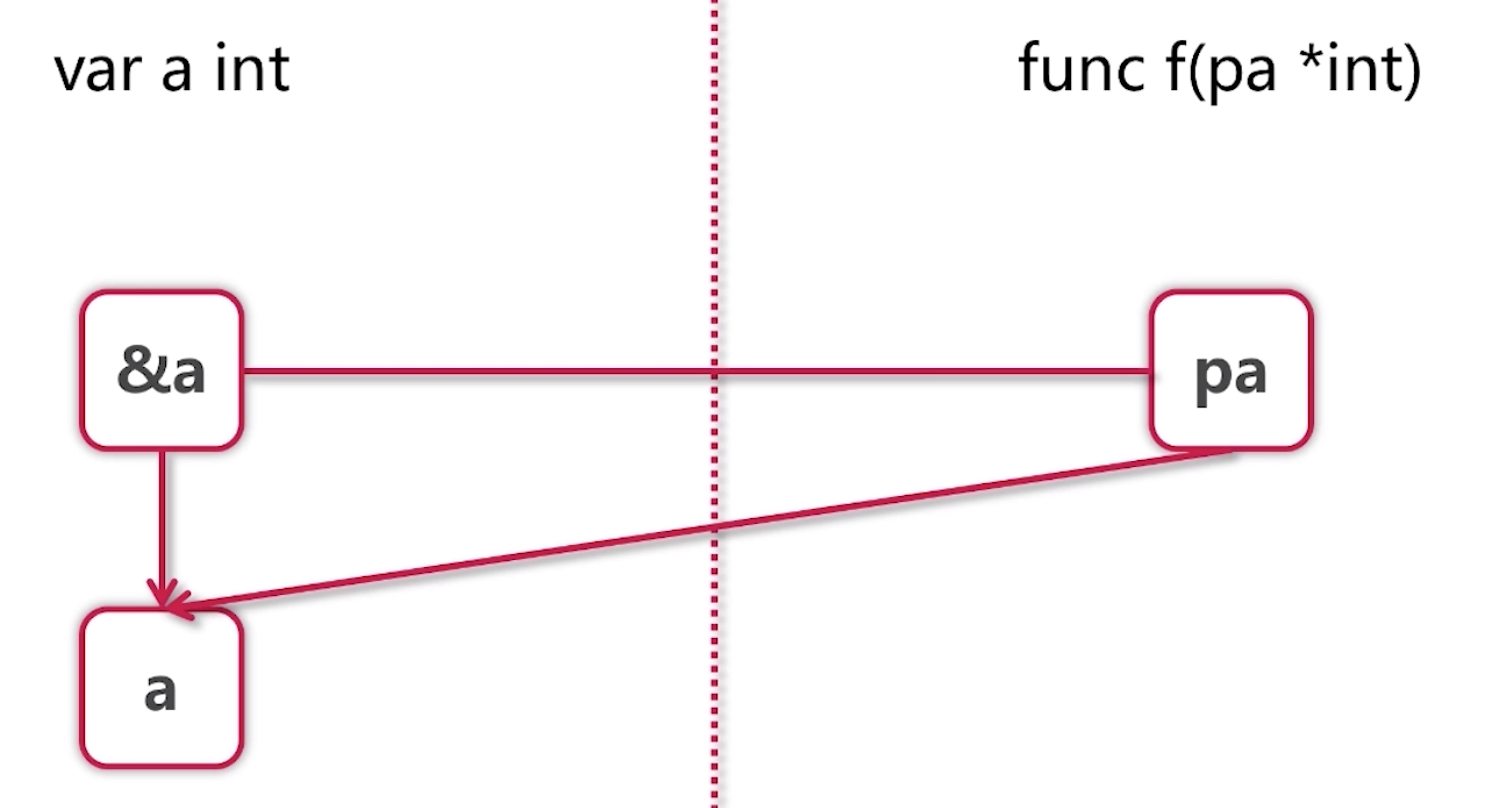 var a int
func f(pa *int)
&a
pa
a